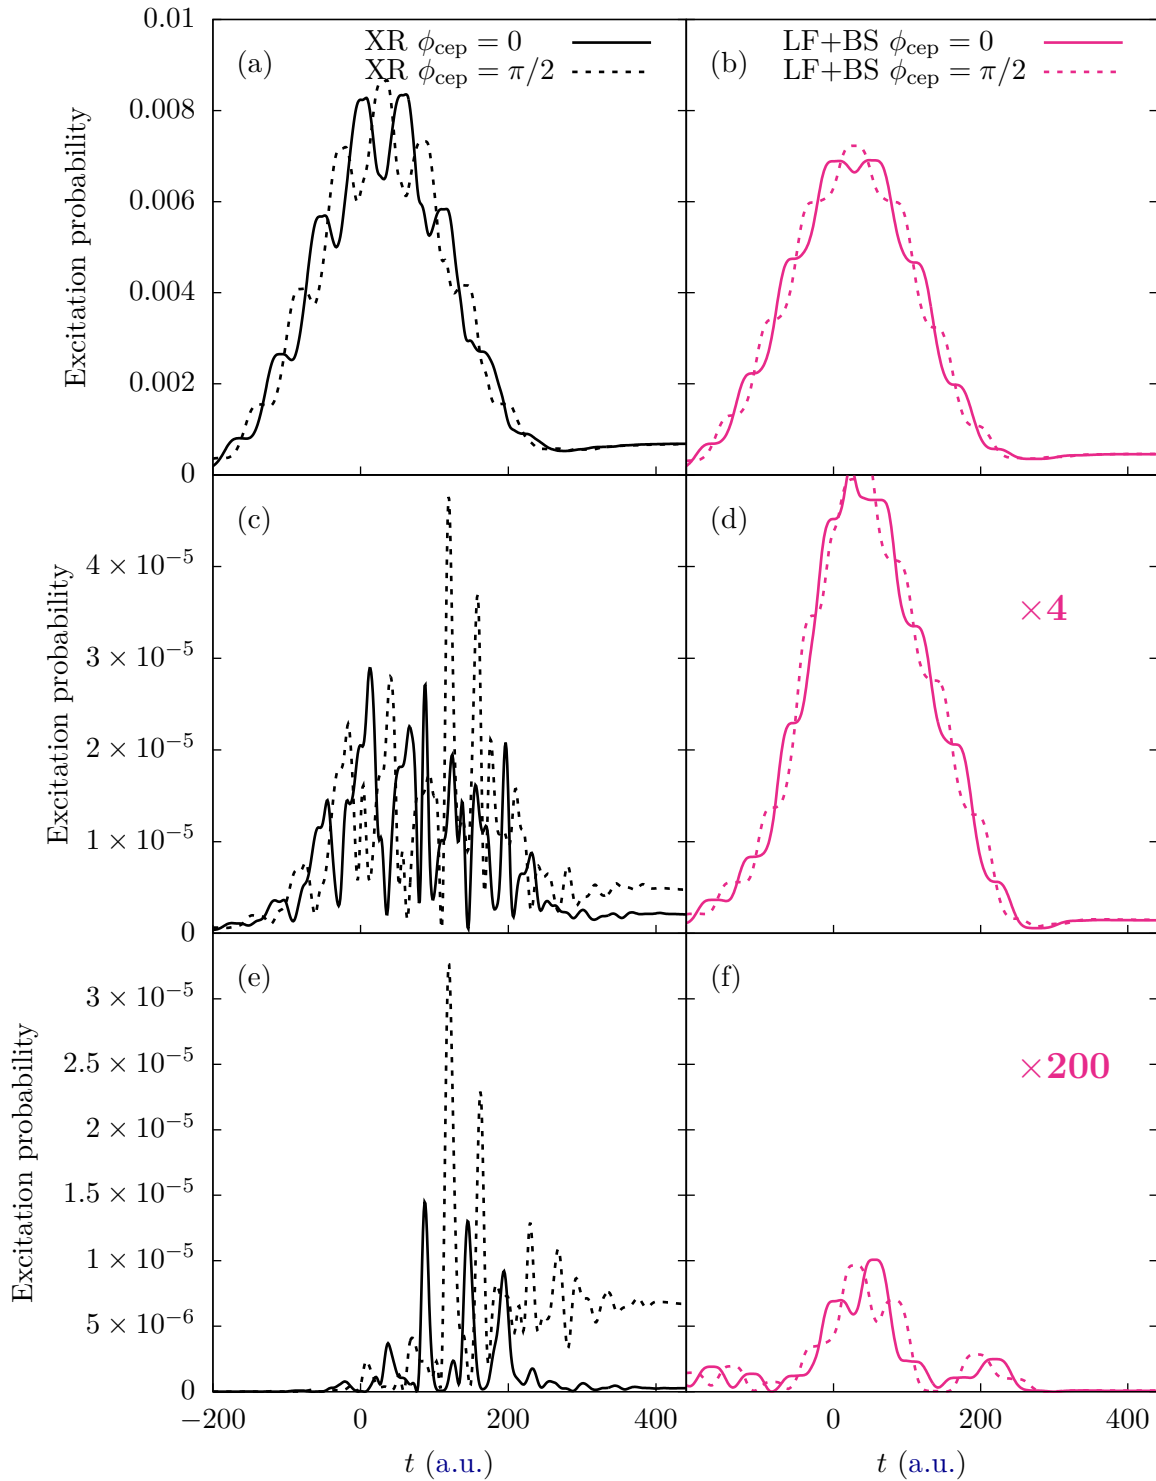 (a)
XR ϕcep = 0
XR ϕcep = π/2
(b)
LF+BS ϕcep = 0
LF+BS ϕcep = π/2
0.01
0.008
0.006
0.004
0.002
0
Excitation probability
(c)
(d)
×4
4 × 10⁻⁵
3 × 10⁻⁵
2 × 10⁻⁵
1 × 10⁻⁵
0
Excitation probability
(e)
(f)
×200
3 × 10⁻⁵
2.5 × 10⁻⁵
2 × 10⁻⁵
1.5 × 10⁻⁵
1 × 10⁻⁵
5 × 10⁻⁶
0
Excitation probability
−200 0 200 400
0 200 400
t (a.u.)
t (a.u.)